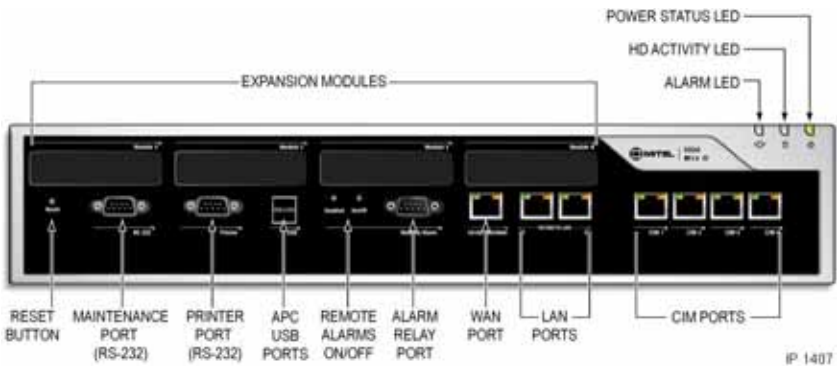 POWER STATUS LED
HD ACTIVITY LED
ALARM LED
EXPANSION MODULES
MITEL
RESET
BUTTON
MAINTENANCE
PORT
(RS-232)
PRINTER
PORT
(RS-232)
APC
USB
PORTS
REMOTE
ALARMS
ON/OFF
ALARM
RELAY
PORT
WAN
PORT
LAN
PORTS
CIM PORTS
IP 1407